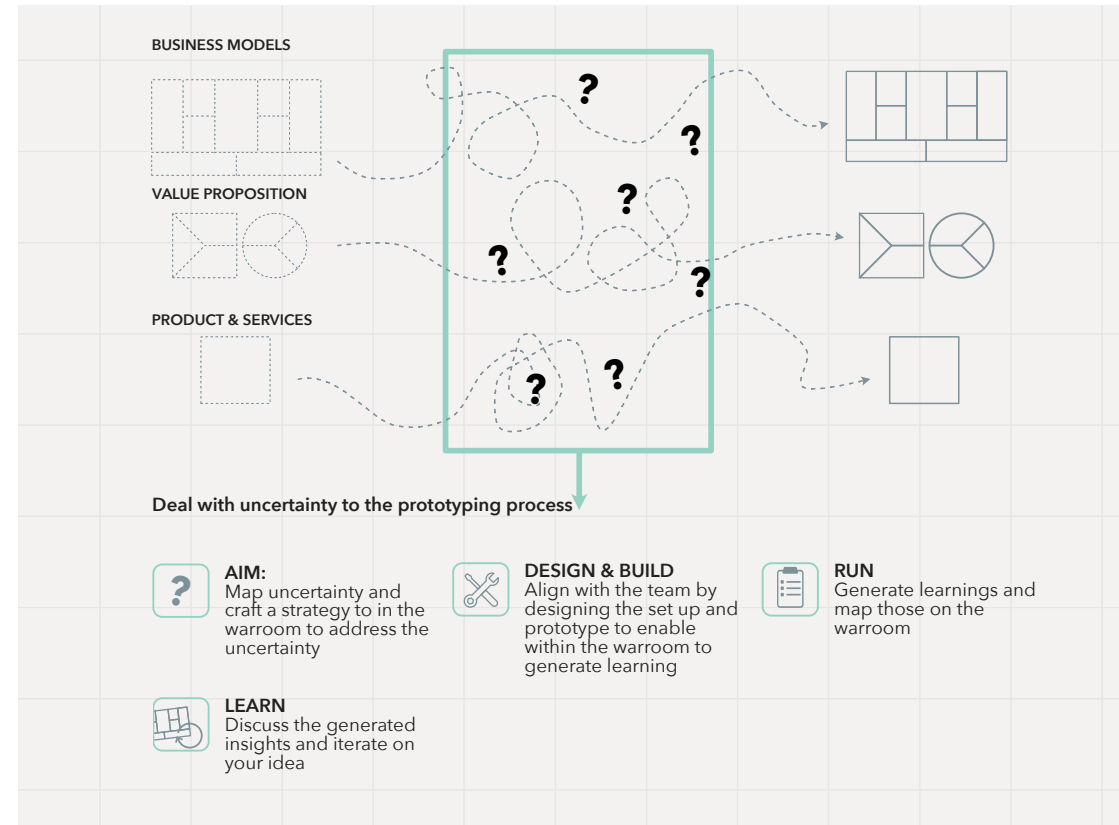 BUSINESS MODELS
?
?
VALUE PROPOSITION
?
?
?
PRODUCT & SERVICES
?
?
Deal with uncertainty to the prototyping process
?
AIM:
Map uncertainty and
craft a strategy to in the
warroom to address the
uncertainty
DESIGN & BUILD
Align with the team by
designing the set up and
prototype to enable
within the warroom to
generate learning
RUN
Generate learnings and
map those on the
warroom
LEARN
Discuss the generated
insights and iterate on
your idea